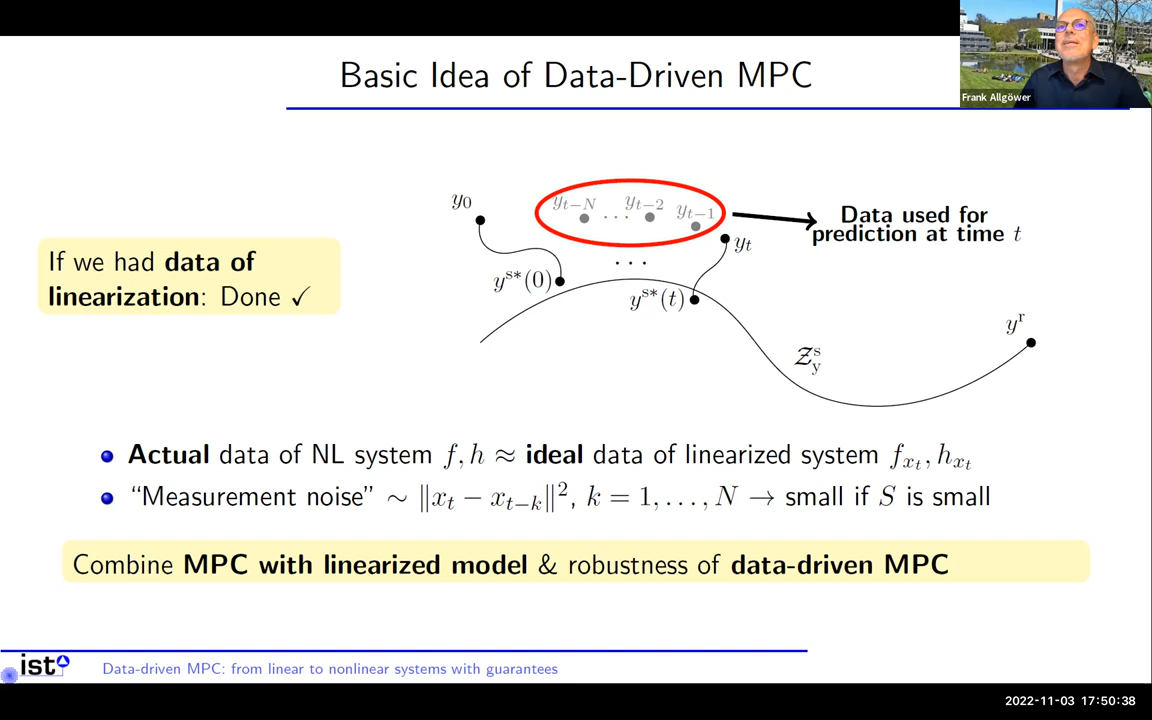 Basic Idea of Data-Driven MPC
Frank Allgöwer
y_0
y_{t−N} ... y_{t−2} y_{t−1}
Data used for
prediction at time t
y_t
If we had data of
linearization: Done ✓
y^{s*}(0)
...
y^{s*}(t)
y^r
𝒵_y^s
Actual data of NL system f, h ≈ ideal data of linearized system f_{x_t}, h_{x_t}
“Measurement noise” ∼ ‖x_t − x_{t−k}‖², k = 1, . . . , N → small if S is small
Combine MPC with linearized model & robustness of data-driven MPC
ist
Data-driven MPC: from linear to nonlinear systems with guarantees
2022-11-03 17:50:38